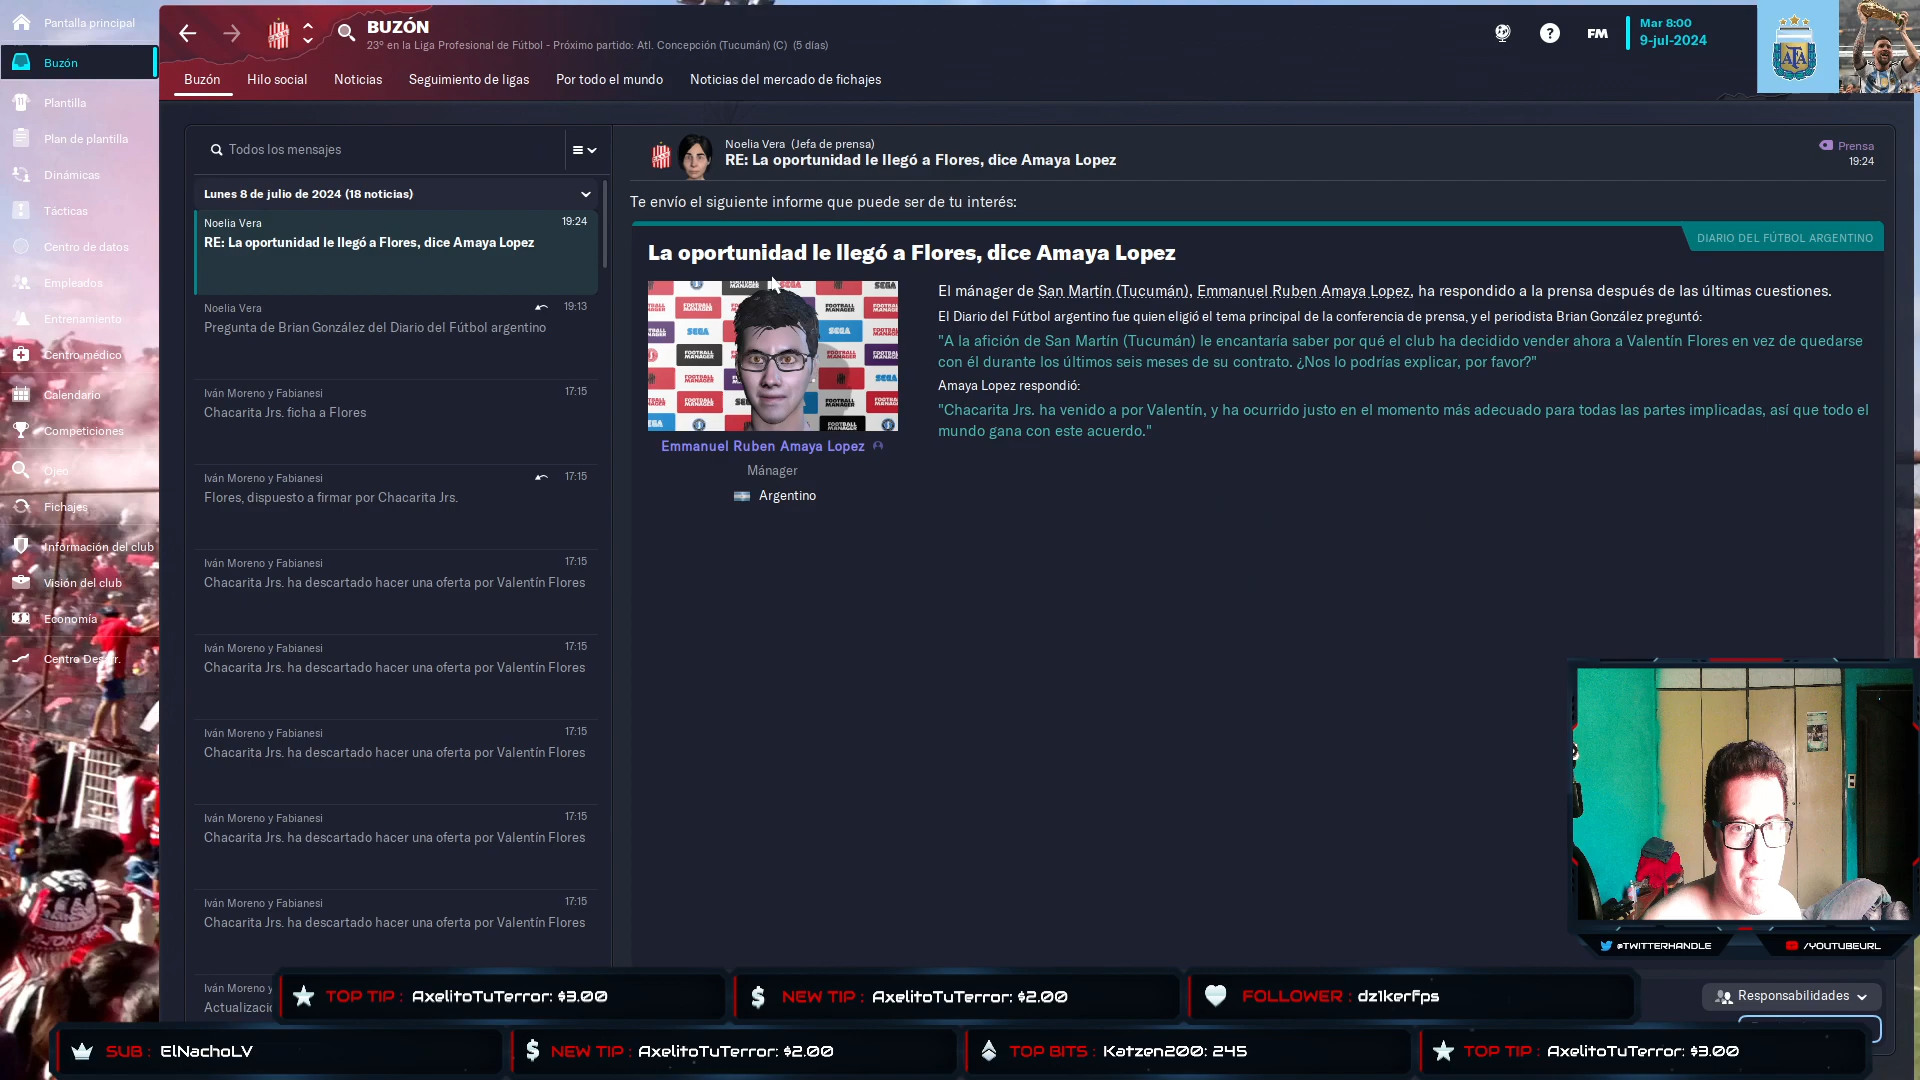 Pantalla principal
Buzón
Plantilla
Plan de plantilla
Dinámicas
Tácticas
Centro de datos
Empleados
Entrenamiento
Centro médico
Calendario
Competiciones
Ojeo
Fichajes
Información del club
Visión del club
Economía
BUZÓN
23º en la Liga Profesional de Fútbol - Próximo partido: Atl. Concepción (Tucumán) (C) (5 días)
FM
Mar 8:00
9-jul-2024
AFA
Buzón
Hilo social
Noticias
Seguimiento de ligas
Por todo el mundo
Noticias del mercado de fichajes
Todos los mensajes
Lunes 8 de julio de 2024 (18 noticias)
Noelia Vera 19:24
RE: La oportunidad le llegó a Flores, dice Amaya Lopez
Noelia Vera 19:13
Pregunta de Brian González del Diario del Fútbol argentino
Iván Moreno y Fabianesi 17:15
Chacarita Jrs. ficha a Flores
Iván Moreno y Fabianesi 17:15
Flores, dispuesto a firmar por Chacarita Jrs.
Iván Moreno y Fabianesi 17:15
Chacarita Jrs. ha descartado hacer una oferta por Valentín Flores
Iván Moreno y Fabianesi 17:15
Chacarita Jrs. ha descartado hacer una oferta por Valentín Flores
Iván Moreno y Fabianesi 17:15
Chacarita Jrs. ha descartado hacer una oferta por Valentín Flores
Iván Moreno y Fabianesi 17:15
Chacarita Jrs. ha descartado hacer una oferta por Valentín Flores
Iván Moreno y Fabianesi 17:15
Chacarita Jrs. ha descartado hacer una oferta por Valentín Flores
Iván Moreno y
Noelia Vera (Jefa de prensa)
RE: La oportunidad le llegó a Flores, dice Amaya Lopez
Prensa
19:24
Te envío el siguiente informe que puede ser de tu interés:
DIARIO DEL FÚTBOL ARGENTINO
La oportunidad le llegó a Flores, dice Amaya Lopez
Emmanuel Ruben Amaya Lopez
Mánager
Argentino
El mánager de San Martín (Tucumán), Emmanuel Ruben Amaya Lopez, ha respondido a la prensa después de las últimas cuestiones.
El Diario del Fútbol argentino fue quien eligió el tema principal de la conferencia de prensa, y el periodista Brian González preguntó:
"A la afición de San Martín (Tucumán) le encantaría saber por qué el club ha decidido vender ahora a Valentín Flores en vez de quedarse
con él durante los últimos seis meses de su contrato. ¿Nos lo podrías explicar, por favor?"
Amaya Lopez respondió:
"Chacarita Jrs. ha venido a por Valentín, y ha ocurrido justo en el momento más adecuado para todas las partes implicadas, así que todo el
mundo gana con este acuerdo."
@TWITTERHANDLE
/YOUTUBEURL
Responsabilidades
TOP TIP : AxelitoTuTerror: $3.00
NEW TIP : AxelitoTuTerror: $2.00
FOLLOWER : dz1kerfps
SUB : ElNachoLV
NEW TIP : AxelitoTuTerror: $2.00
TOP BITS : Katzen200: 245
TOP TIP : AxelitoTuTerror: $3.00